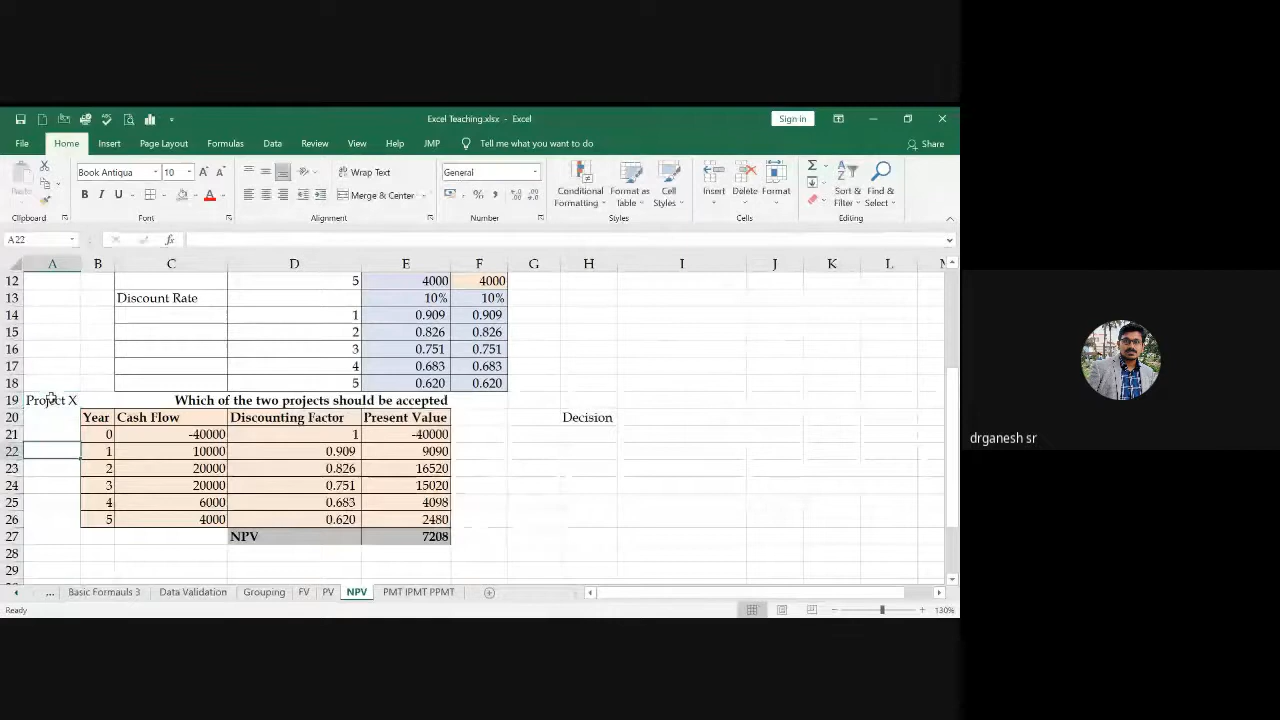 Excel Teaching.xlsx - Excel
Sign in
File Home Insert Page Layout Formulas Data Review View Help JMP Tell me what you want to do Share
Paste Book Antiqua 10 Wrap Text General Conditional Formatting Format as Table Cell Styles Insert Delete Format Sort & Filter Find & Select
B I U Merge & Center
Clipboard Font Alignment Number Styles Cells Editing
A22 fx
A B C D E F G H I J K L M
12 5 4000 4000
13 Discount Rate 10% 10%
14 1 0.909 0.909
15 2 0.826 0.826
16 3 0.751 0.751
17 4 0.683 0.683
18 5 0.620 0.620
19 Project X Which of the two projects should be accepted
20 Year Cash Flow Discounting Factor Present Value Decision
21 0 -40000 1 -40000
22 1 10000 0.909 9090
23 2 20000 0.826 16520
24 3 20000 0.751 15020
25 4 6000 0.683 4098
26 5 4000 0.620 2480
27 NPV 7208
28
29
... Basic Formauls 3 Data Validation Grouping FV PV NPV PMT IPMT PPMT
Ready 130%
drganesh sr